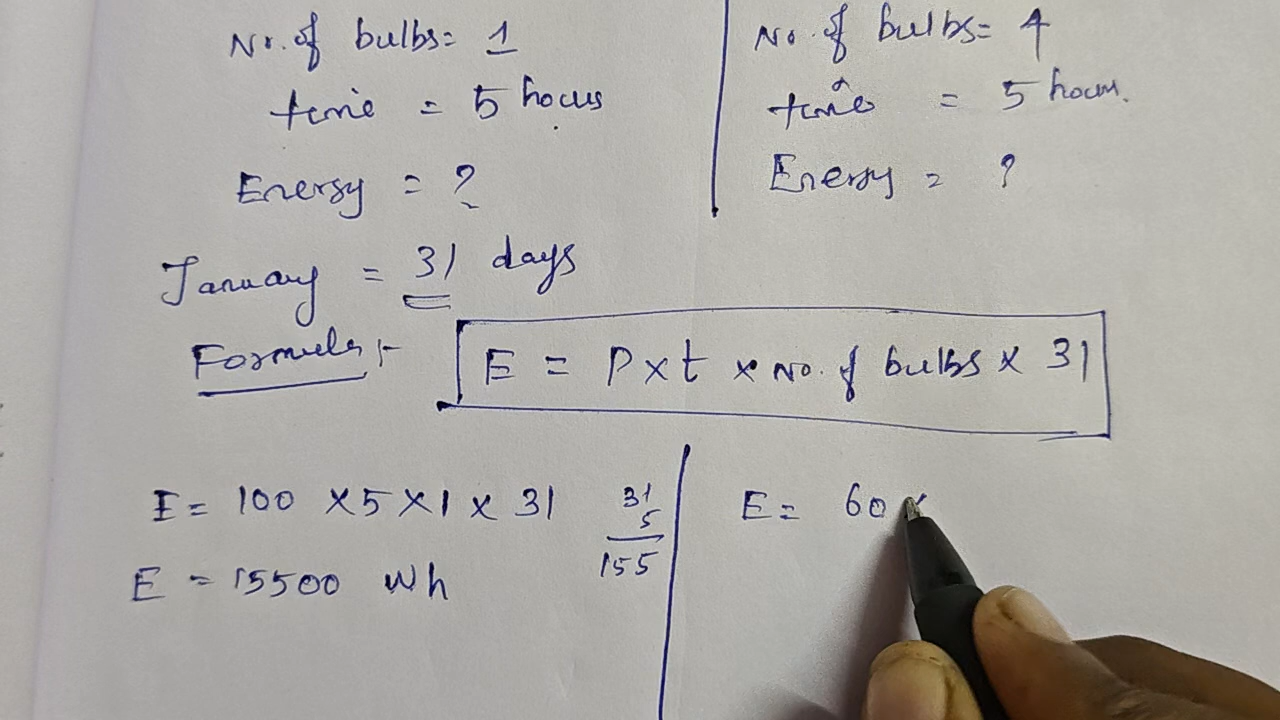 No. of bulbs = 1
time = 5 hours
Energy = ?
No. of bulbs = 4
time = 5 hours.
Energy = ?
January = 31 days
Formula :-
E = P x t x No. of bulbs x 31
E = 100 x 5 x 1 x 31
31
5
155
E = 15500 Wh
E = 60 x